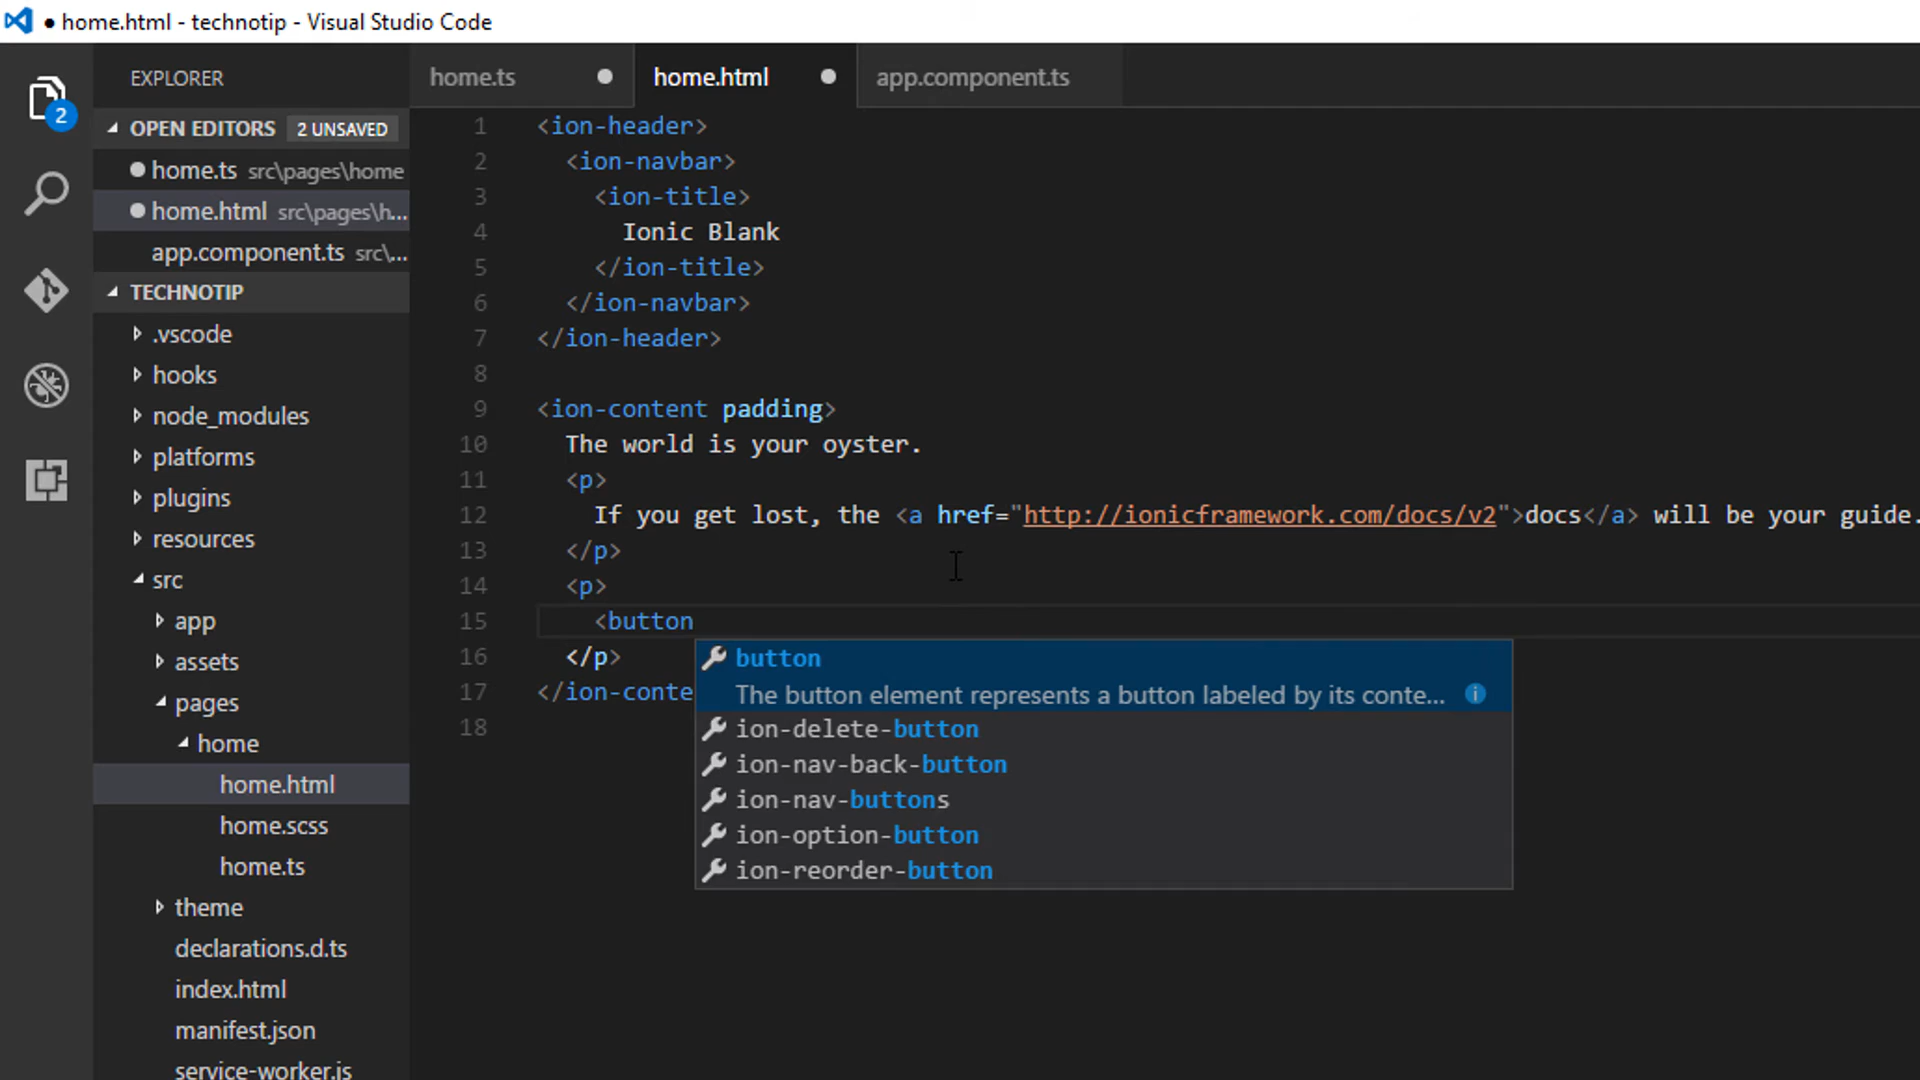 ● home.html - technotip - Visual Studio Code
EXPLORER
2
OPEN EDITORS 2 UNSAVED
home.ts src\pages\home
home.html src\pages\h...
app.component.ts src\...
TECHNOTIP
.vscode
hooks
node_modules
platforms
plugins
resources
src
app
assets
pages
home
home.html
home.scss
home.ts
theme
declarations.d.ts
index.html
manifest.json
service-worker.js
home.ts home.html app.component.ts
1 <ion-header>
2 <ion-navbar>
3 <ion-title>
4 Ionic Blank
5 </ion-title>
6 </ion-navbar>
7 </ion-header>
8
9 <ion-content padding>
10 The world is your oyster.
11 <p>
12 If you get lost, the <a href="http://ionicframework.com/docs/v2">docs</a> will be your guide.
13 </p>
14 <p>
15 <button
16 </p>
17 </ion-conte
18
button
The button element represents a button labeled by its conte...
ion-delete-button
ion-nav-back-button
ion-nav-buttons
ion-option-button
ion-reorder-button